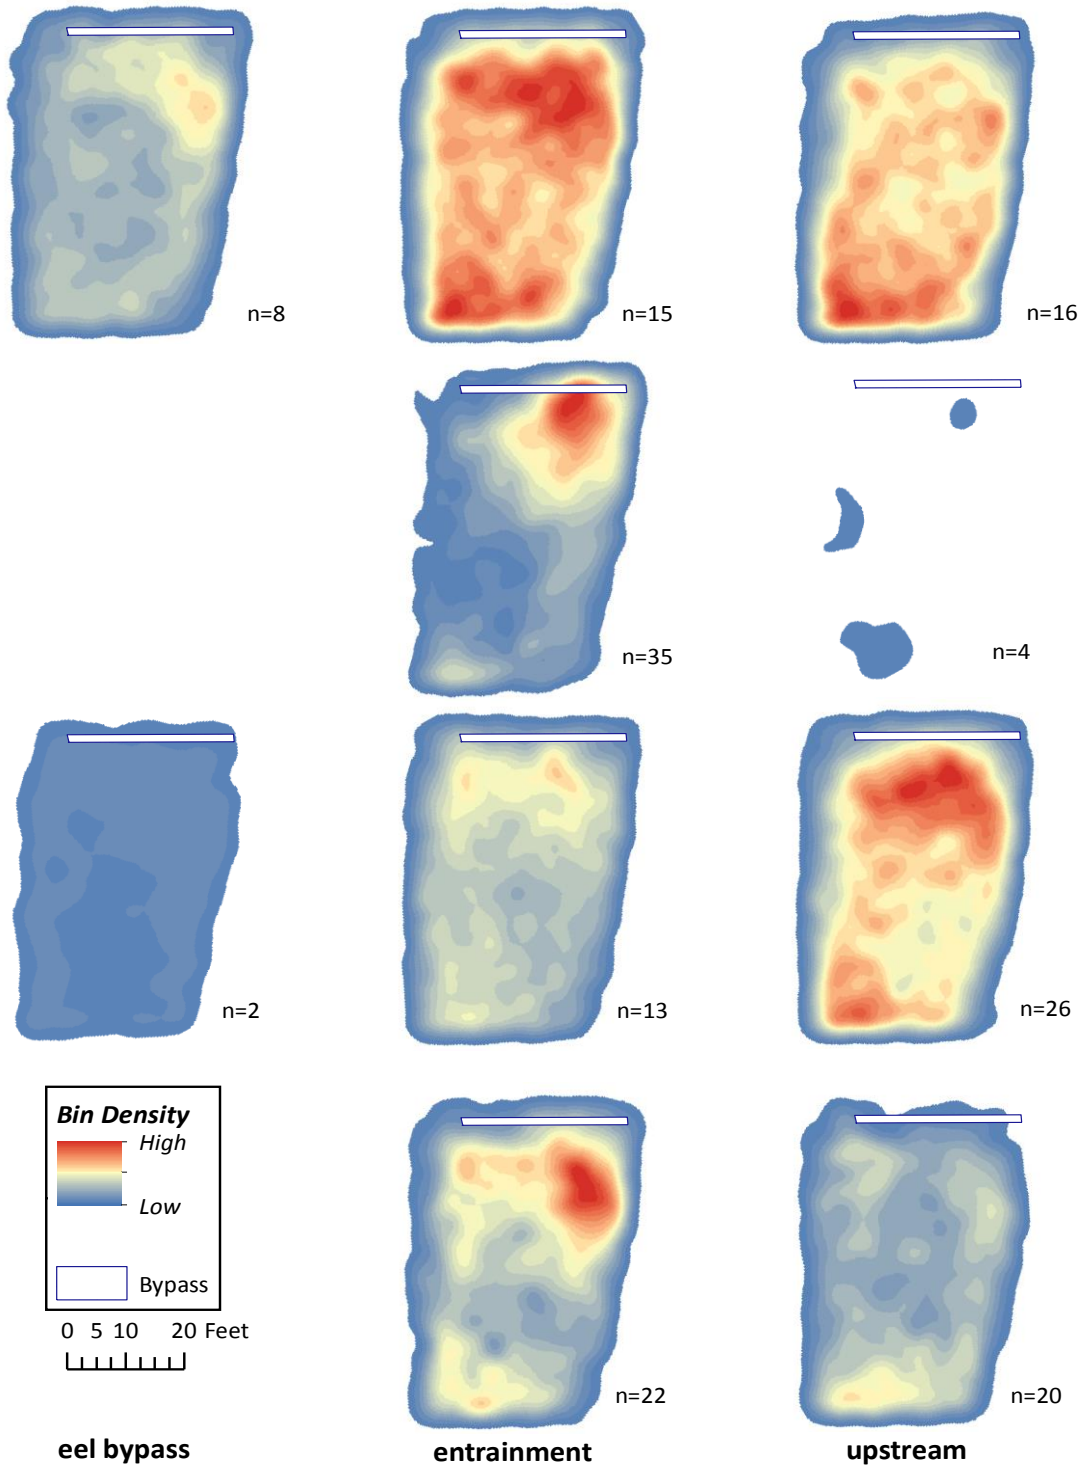 n=8
n=15
n=16
n=35
n=4
n=2
n=13
n=26
Bin Density
High
Low
Bypass
0 5 10 20 Feet
n=22
n=20
eel bypass
entrainment
upstream